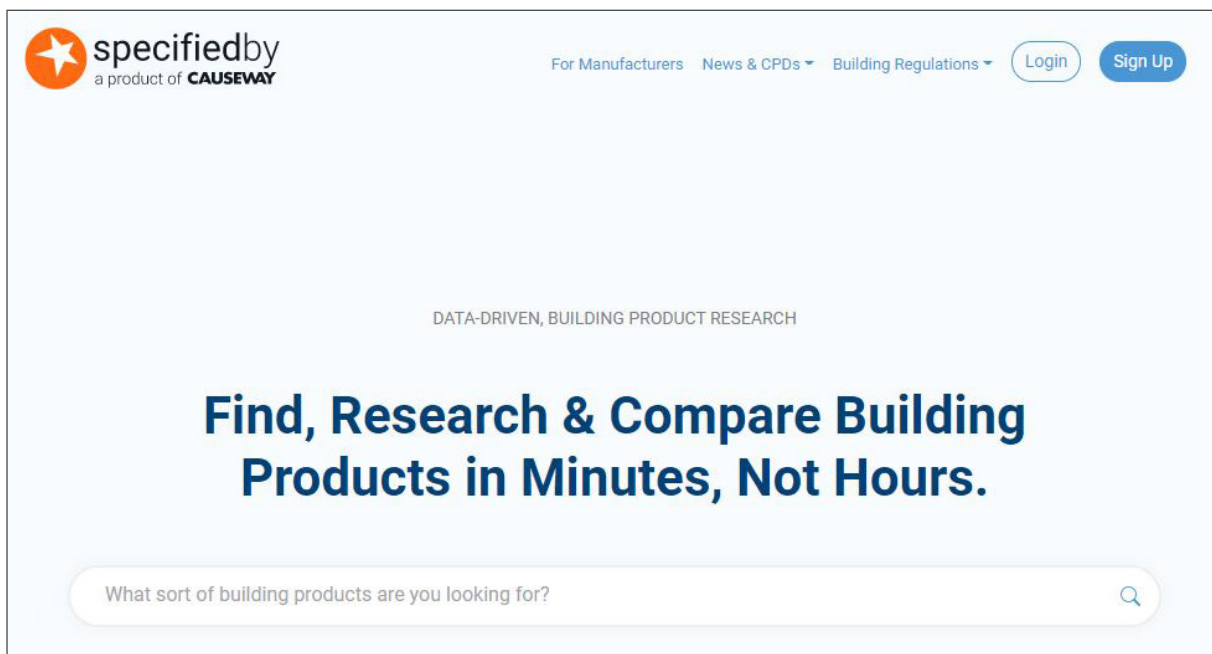 specifiedby
a product of CAUSEWAY
For Manufacturers News & CPDs Building Regulations Login Sign Up
DATA-DRIVEN, BUILDING PRODUCT RESEARCH
Find, Research & Compare Building
Products in Minutes, Not Hours.
What sort of building products are you looking for?